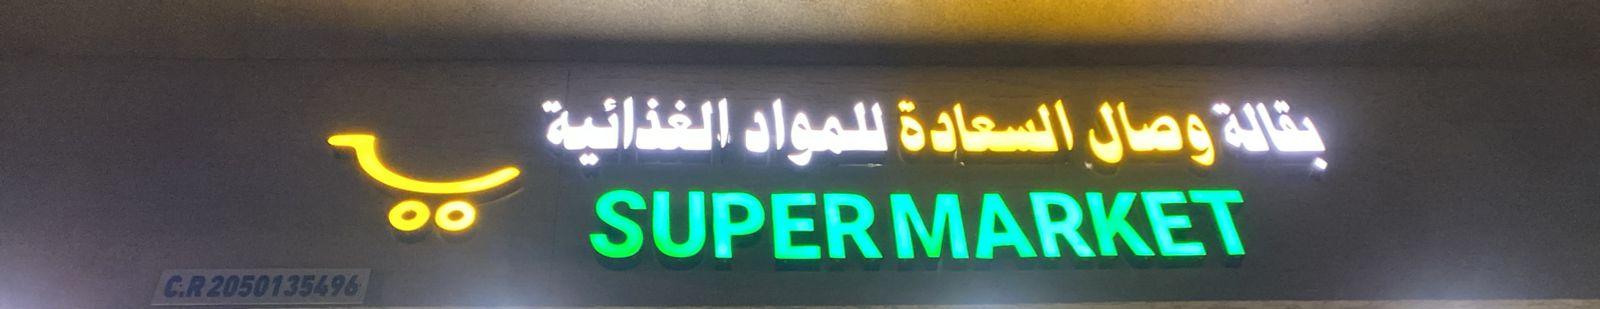 بقالة وصال السعادة للمواد الغذائية
SUPER MARKET
C.R 2050135496